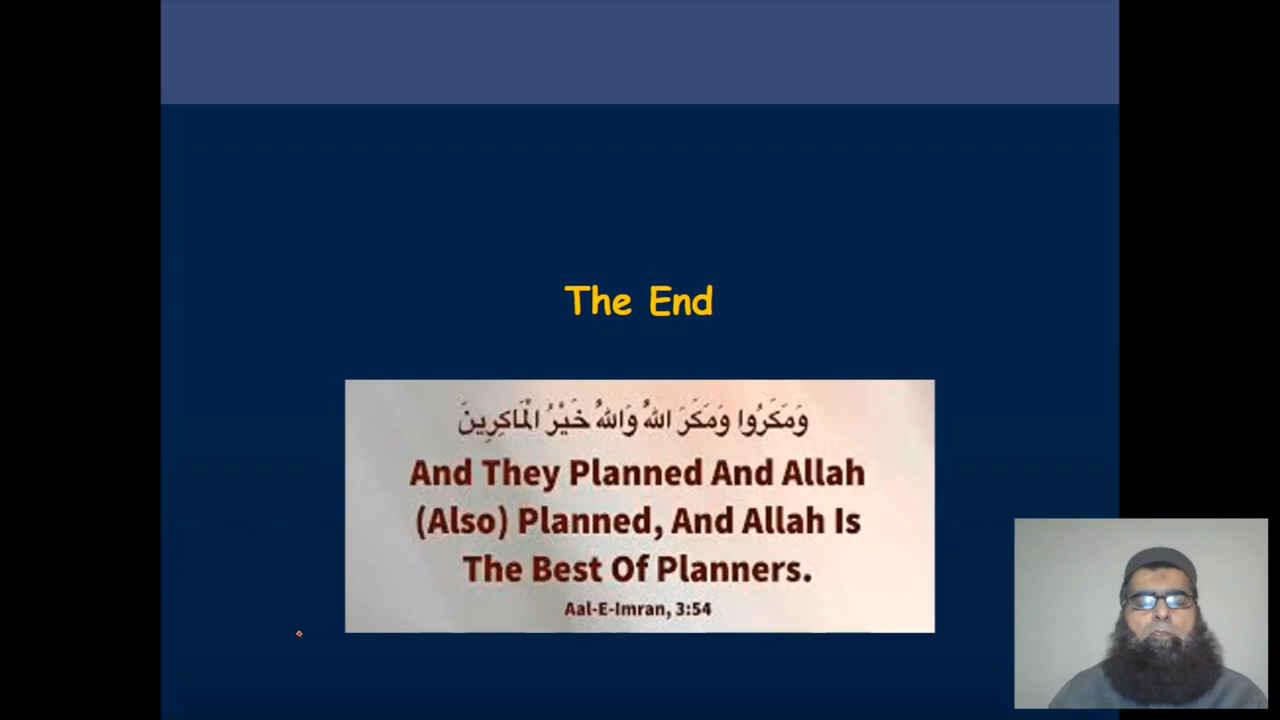 The End
وَمَكَرُوا وَمَكَرَ اللهُ وَاللهُ خَيْرُ الْمَاكِرِينَ
And They Planned And Allah
(Also) Planned, And Allah Is
The Best Of Planners.
Aal-E-Imran, 3:54